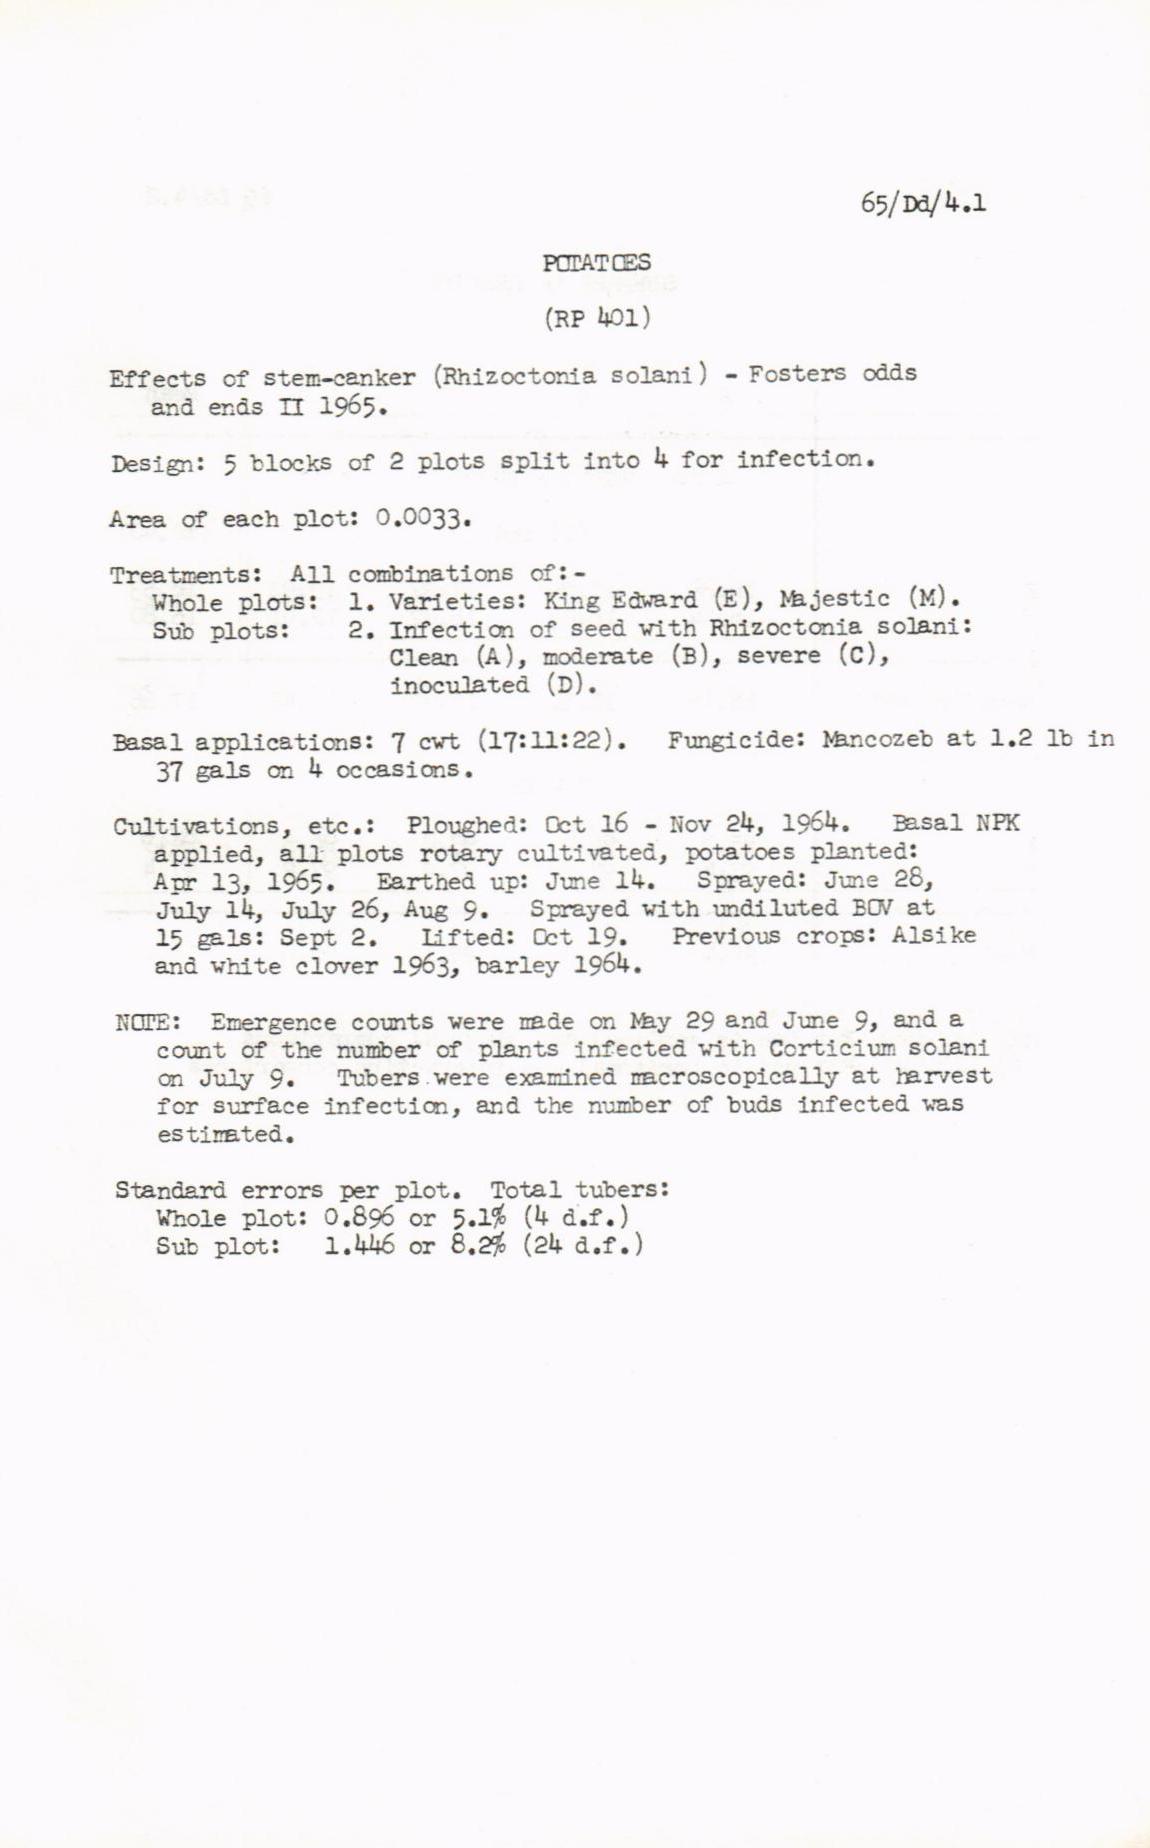 65/Dd/4.1
POTATOES
(RP 401)
Effects of stem-canker (Rhizoctonia solani) - Fosters odds
and ends II 1965.
Design: 5 blocks of 2 plots split into 4 for infection.
Area of each plot: 0.0033.
Treatments: All combinations of:-
Whole plots: 1. Varieties: King Edward (E), Majestic (M).
Sub plots: 2. Infection of seed with Rhizoctonia solani:
Clean (A), moderate (B), severe (C),
inoculated (D).
Basal applications: 7 cwt (17:11:22). Fungicide: Mancozeb at 1.2 lb in
37 gals on 4 occasions.
Cultivations, etc.: Ploughed: Oct 16 - Nov 24, 1964. Basal NPK
applied, all plots rotary cultivated, potatoes planted:
Apr 13, 1965. Earthed up: June 14. Sprayed: June 28,
July 14, July 26, Aug 9. Sprayed with undiluted BOV at
15 gals: Sept 2. Lifted: Oct 19. Previous crops: Alsike
and white clover 1963, barley 1964.
NOTE: Emergence counts were made on May 29 and June 9, and a
count of the number of plants infected with Corticium solani
on July 9. Tubers were examined macroscopically at harvest
for surface infection, and the number of buds infected was
estimated.
Standard errors per plot. Total tubers:
Whole plot: 0.896 or 5.1% (4 d.f.)
Sub plot: 1.446 or 8.2% (24 d.f.)